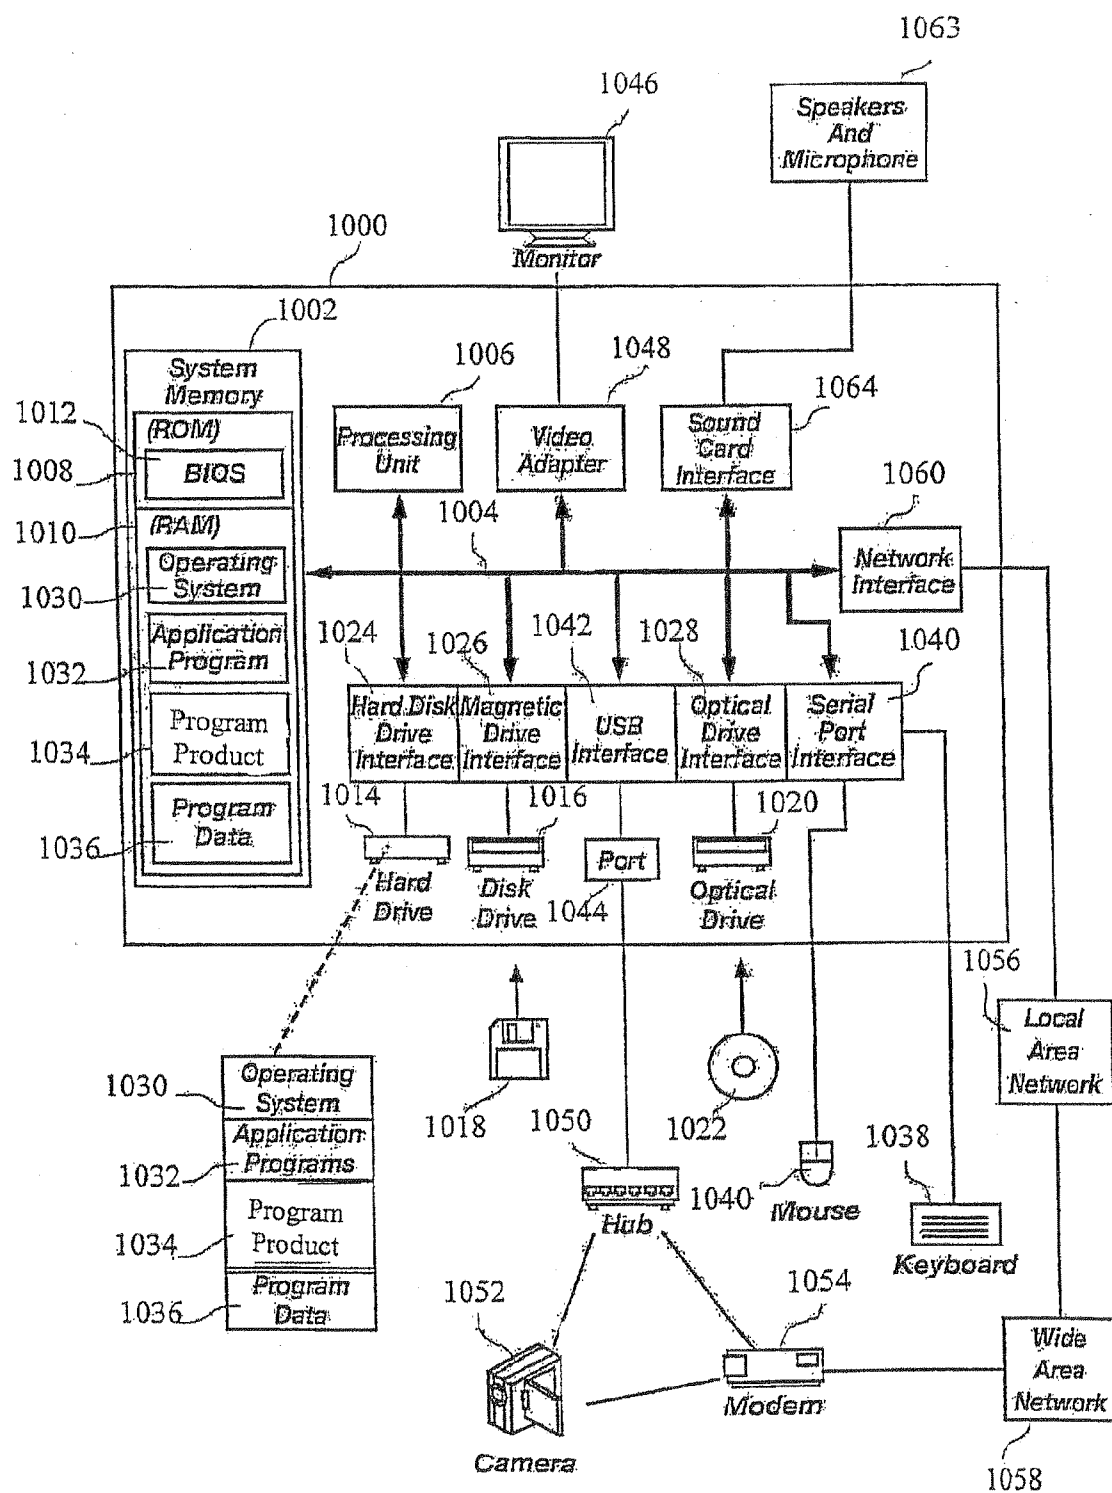 1063
1046
Speakers
And
Microphone
Monitor
1000
1002
System
Memory
1006
1048
1064
1012
(ROM)
BIOS
1008
Processing
Unit
Video
Adapter
Sound
Card
Interface
1060
1010
(RAM)
1004
Operating
System
1030
Network
Interface
1024
1026
1042
1028
1040
Application
Program
1032
Hard Disk
Drive
Interface
Magnetic
Drive
Interface
USB
Interface
Optical
Drive
Interface
Serial
Port
Interface
Program
Product
1034
1014
1016
1020
Program
Data
1036
Hard
Drive
Disk
Drive
Port
1044
Optical
Drive
1056
Local
Area
Network
Operating
System
1030
1018
1050
1022
1038
Application
Programs
1032
1040
Mouse
Hub
Keyboard
Program
Product
1034
Program
Data
1036
1052
1054
Wide
Area
Network
Modem
Camera
1058